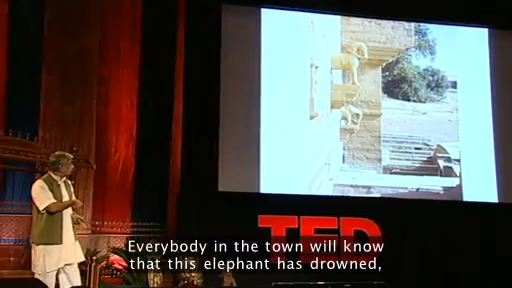 TED
Everybody in the town will know
that this elephant has drowned,